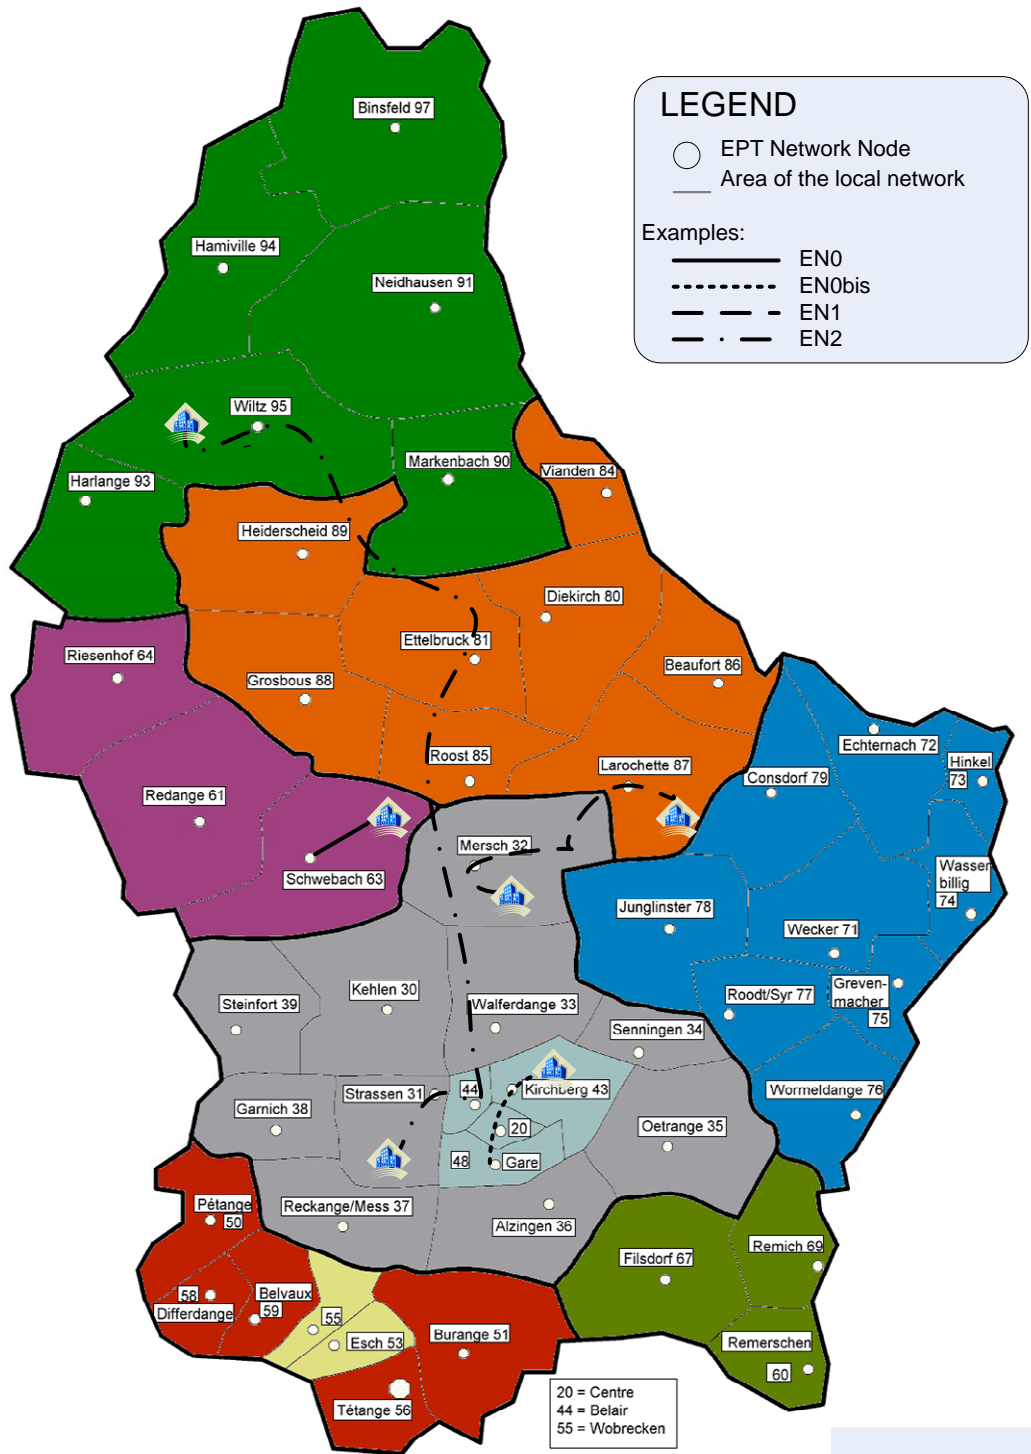 LEGEND
EPT Network Node
Area of the local network
Examples:
EN0
EN0bis
EN1
EN2
Binsfeld 97
Hamiville 94
Neidhausen 91
Wiltz 95
Markenbach 90
Vianden 84
Harlange 93
Heiderscheid 89
Diekirch 80
Ettelbruck 81
Riesenhof 64
Grosbous 88
Beaufort 86
Echternach 72
Roost 85
Larochette 87
Hinkel
73
Consdorf 79
Redange 61
Mersch 32
Schwebach 63
Wasser
billig
74
Junglinster 78
Wecker 71
Kehlen 30
Steinfort 39
Walferdange 33
Roodt/Syr 77
Greven-
macher
75
Senningen 34
Strassen 31
44
Kirchberg 43
Wormeldange 76
Garnich 38
20
Oetrange 35
48
Gare
Reckange/Mess 37
Alzingen 36
Pétange
50
Filsdorf 67
Remich 69
58
Differdange
Belvaux
59
55
Esch 53
Burange 51
Remerschen
60
Tétange 56
20 = Centre
44 = Belair
55 = Wobrecken